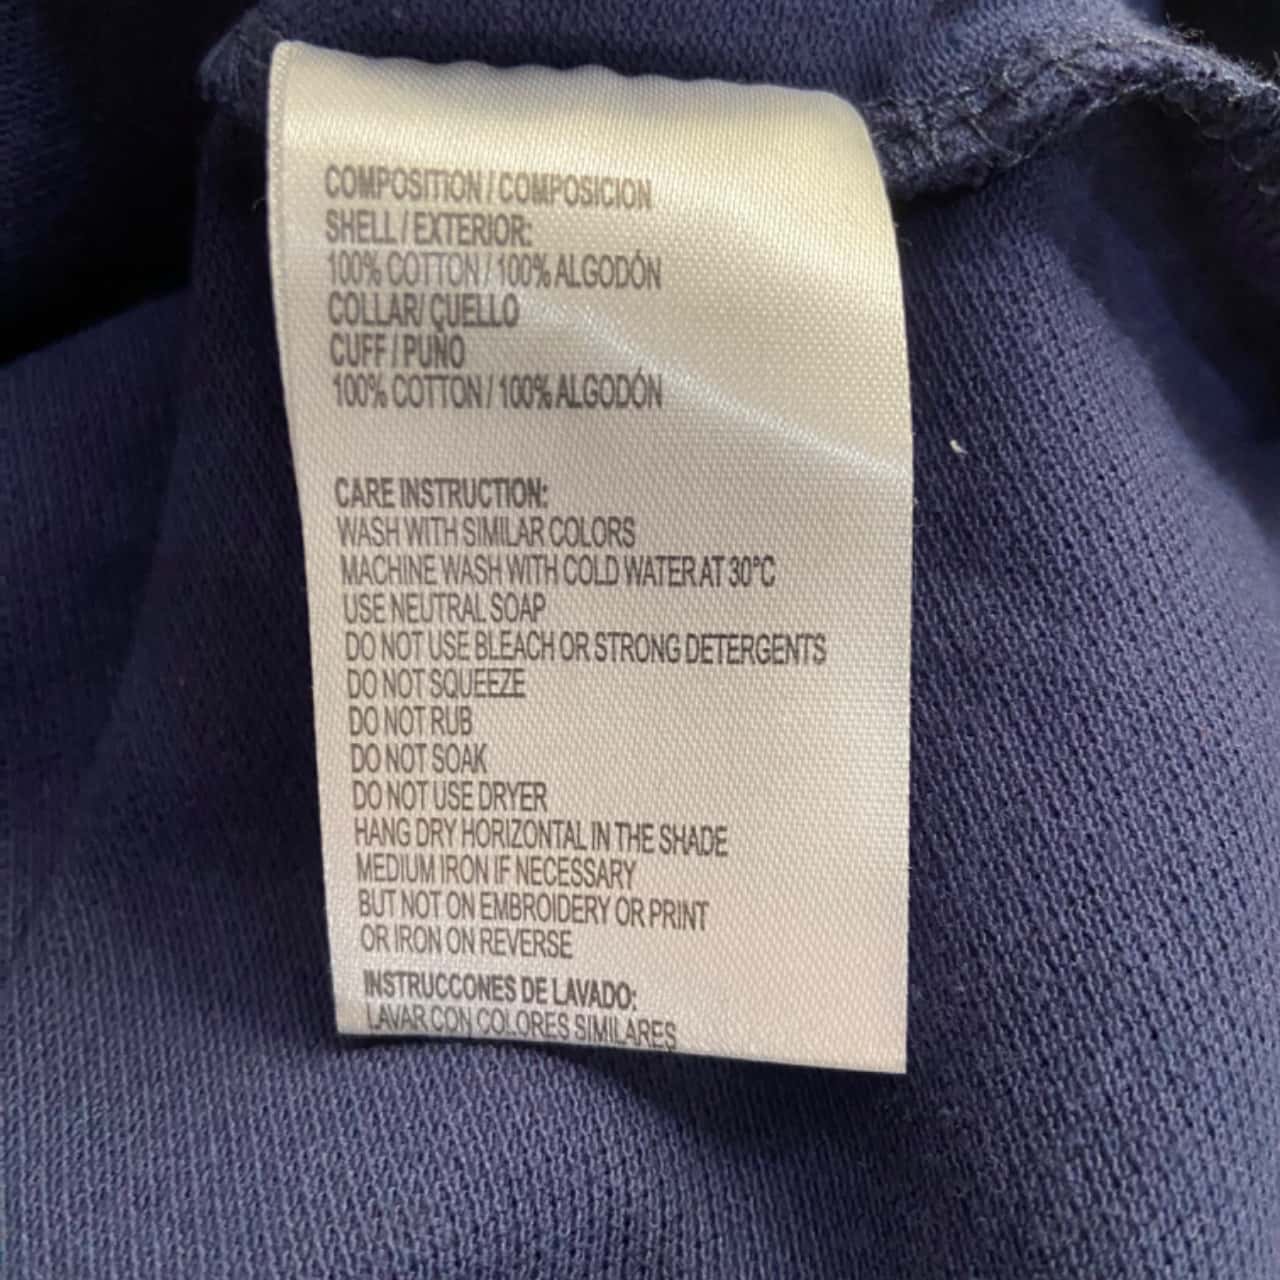 COMPOSITION / COMPOSICION
SHELL / EXTERIOR:
100% COTTON / 100% ALGODÓN
COLLAR/ CUELLO
CUFF / PUÑO
100% COTTON / 100% ALGODÓN
CARE INSTRUCTION:
WASH WITH SIMILAR COLORS
MACHINE WASH WITH COLD WATER AT 30°C
USE NEUTRAL SOAP
DO NOT USE BLEACH OR STRONG DETERGENTS
DO NOT SQUEEZE
DO NOT RUB
DO NOT SOAK
DO NOT USE DRYER
HANG DRY HORIZONTAL IN THE SHADE
MEDIUM IRON IF NECESSARY
BUT NOT ON EMBROIDERY OR PRINT
OR IRON ON REVERSE
INSTRUCCONES DE LAVADO:
LAVAR CON COLORES SIMILARES